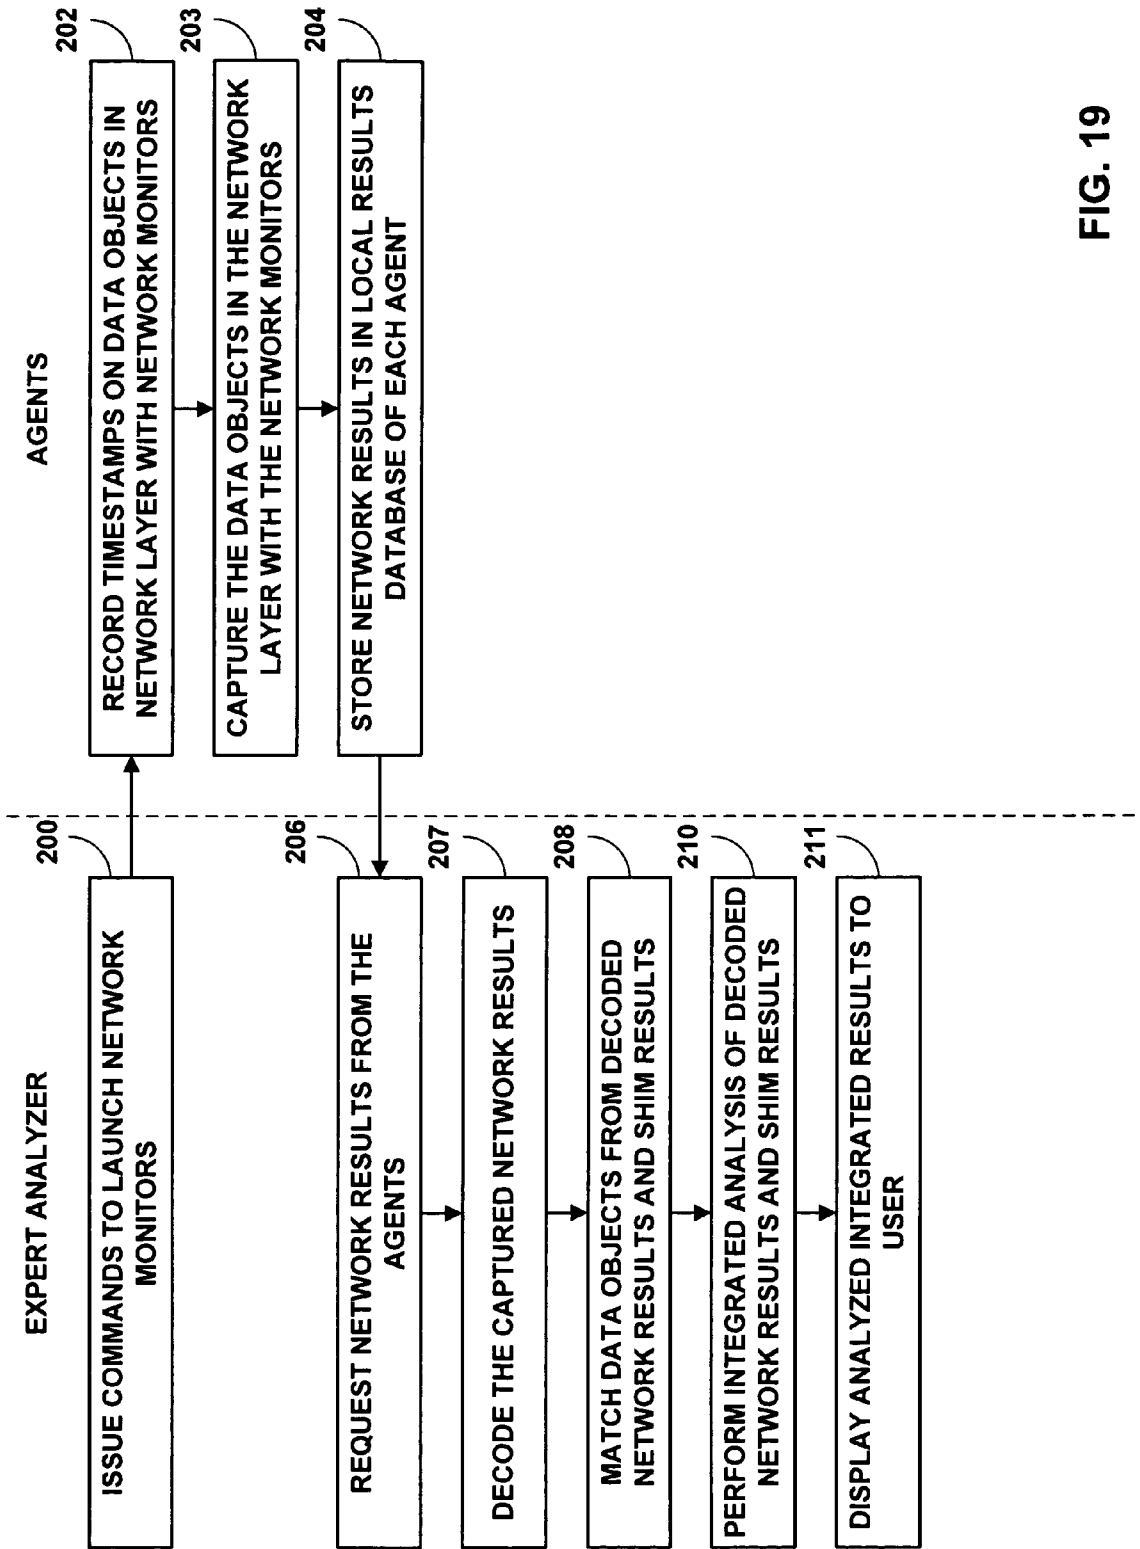 EXPERT ANALYZER
AGENTS
200
ISSUE COMMANDS TO LAUNCH NETWORK
MONITORS
202
RECORD TIMESTAMPS ON DATA OBJECTS IN
NETWORK LAYER WITH NETWORK MONITORS
203
CAPTURE THE DATA OBJECTS IN THE NETWORK
LAYER WITH THE NETWORK MONITORS
204
STORE NETWORK RESULTS IN LOCAL RESULTS
DATABASE OF EACH AGENT
206
REQUEST NETWORK RESULTS FROM THE
AGENTS
207
DECODE THE CAPTURED NETWORK RESULTS
208
MATCH DATA OBJECTS FROM DECODED
NETWORK RESULTS AND SHIM RESULTS
210
PERFORM INTEGRATED ANALYSIS OF DECODED
NETWORK RESULTS AND SHIM RESULTS
211
DISPLAY ANALYZED INTEGRATED RESULTS TO
USER
FIG. 19